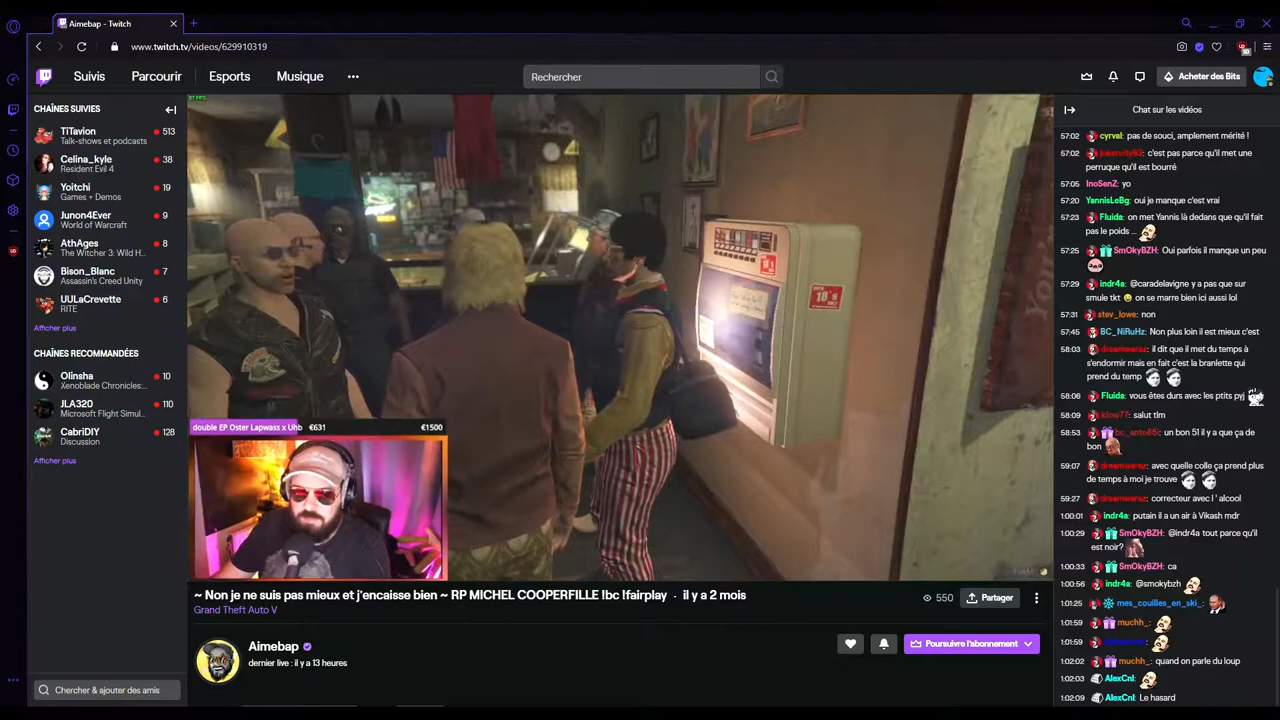 Aimebap - Twitch
www.twitch.tv/videos/629910319
Suivis
Parcourir
Esports
Musique
Rechercher
Acheter des Bits
CHAÎNES SUIVIES
TiTavion
513
Talk-shows et podcasts
Celina_kyle
38
Resident Evil 4
Yoitchi
19
Games + Demos
Junon4Ever
9
World of Warcraft
AthAges
8
The Witcher 3: Wild H...
Bison_Blanc
7
Assassin's Creed Unity
UULaCrevette
6
RITE
Afficher plus
CHAÎNES RECOMMANDÉES
Olinsha
10
Xenoblade Chronicles:...
JLA320
110
Microsoft Flight Simul...
CabriDIY
128
Discussion
Afficher plus
Chercher & ajouter des amis
18's
double EP Oster Lapwass x Uhb €631 €1500
~ Non je ne suis pas mieux et j'encaisse bien ~ RP MICHEL COOPERFILLE !bc !fairplay · il y a 2 mois
Grand Theft Auto V
550
Partager
Aimebap
dernier live : il y a 13 heures
Poursuivre l'abonnement
Chat sur les vidéos
57:02 cyrval: pas de souci, amplement mérité !
57:02 : c'est pas parce qu'il met une
perruque qu'il est bourré
57:05 InoSenZ: yo
57:20 YannisLeBg: oui je manque c'est vrai
57:23 Fluida: on met Yannis là dedans que qu'il fait
pas le poids ...
57:25 SmOkyBZH: Oui parfois il manque un peu
57:29 indr4a: @caradelavigne y a pas que sur
smule tkt on se marre bien ici aussi lol
57:31 stev_lowe: non
57:45 BC_NiRuHz: Non plus loin il est mieux c'est
58:03 dreamwaraz: il dit que il met du temps à
s'endormir mais en fait c'est la branlette qui
prend du temp
58:06 Fluida: vous êtes durs avec les ptits pyj
58:09 klow77: salut tlm
58:53 bc_anto85: un bon 51 il y a que ça de
bon
59:07 dreamwaraz: avec quelle colle ça prend plus
de temps à moi je trouve
59:27 dreamwaraz: correcteur avec l ' alcool
1:00:01 indr4a: putain il a un air à Vikash mdr
1:00:29 SmOkyBZH: @indr4a tout parce qu'il
est noir?
1:00:33 SmOkyBZH: ca
1:00:56 indr4a: @smokybzh
1:01:25 mes_couilles_en_ski_:
1:01:59 muchh_:
1:01:59
1:02:02 muchh_: quand on parle du loup
1:02:03 AlexCnl:
1:02:09 AlexCnl: Le hasard